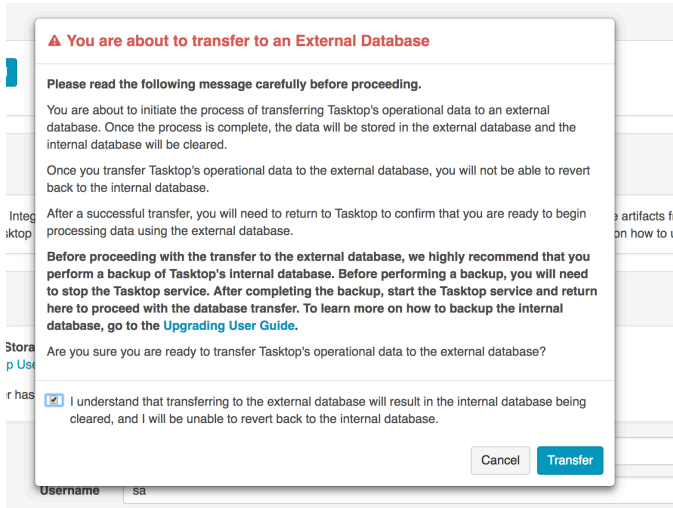 You are about to transfer to an External Database
Please read the following message carefully before proceeding.
You are about to initiate the process of transferring Tasktop's operational data to an external
database. Once the process is complete, the data will be stored in the external database and the
internal database will be cleared.
Once you transfer Tasktop's operational data to the external database, you will not be able to revert
back to the internal database.
After a successful transfer, you will need to return to Tasktop to confirm that you are ready to begin
processing data using the external database.
Before proceeding with the transfer to the external database, we highly recommend that you
perform a backup of Tasktop's internal database. Before performing a backup, you will need
to stop the Tasktop service. After completing the backup, start the Tasktop service and return
here to proceed with the database transfer. To learn more on how to backup the internal
database, go to the Upgrading User Guide.
Are you sure you are ready to transfer Tasktop's operational data to the external database?
I understand that transferring to the external database will result in the internal database being
cleared, and I will be unable to revert back to the internal database.
Cancel Transfer
Integ
artifacts f
sktop
on how to
Stora
p Use
r has
Username sa